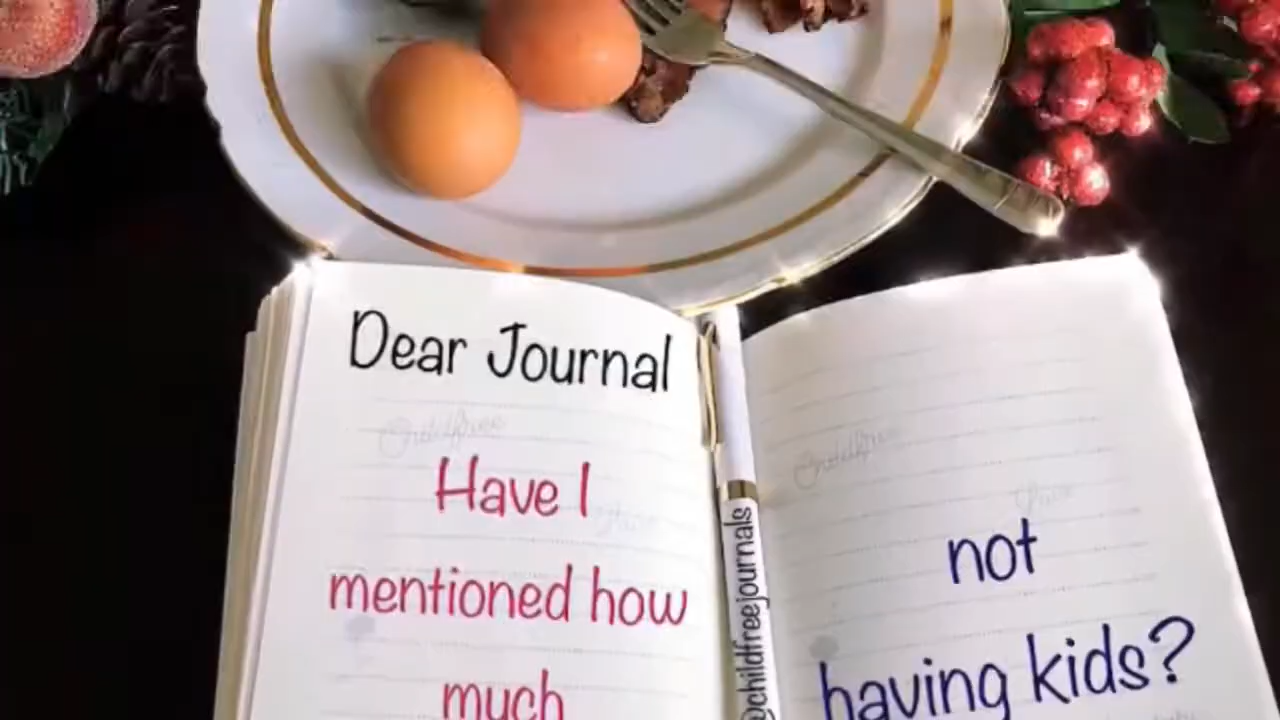 Dear Journal
Have I
mentioned how
much
@childfreejournals
not
having kids?